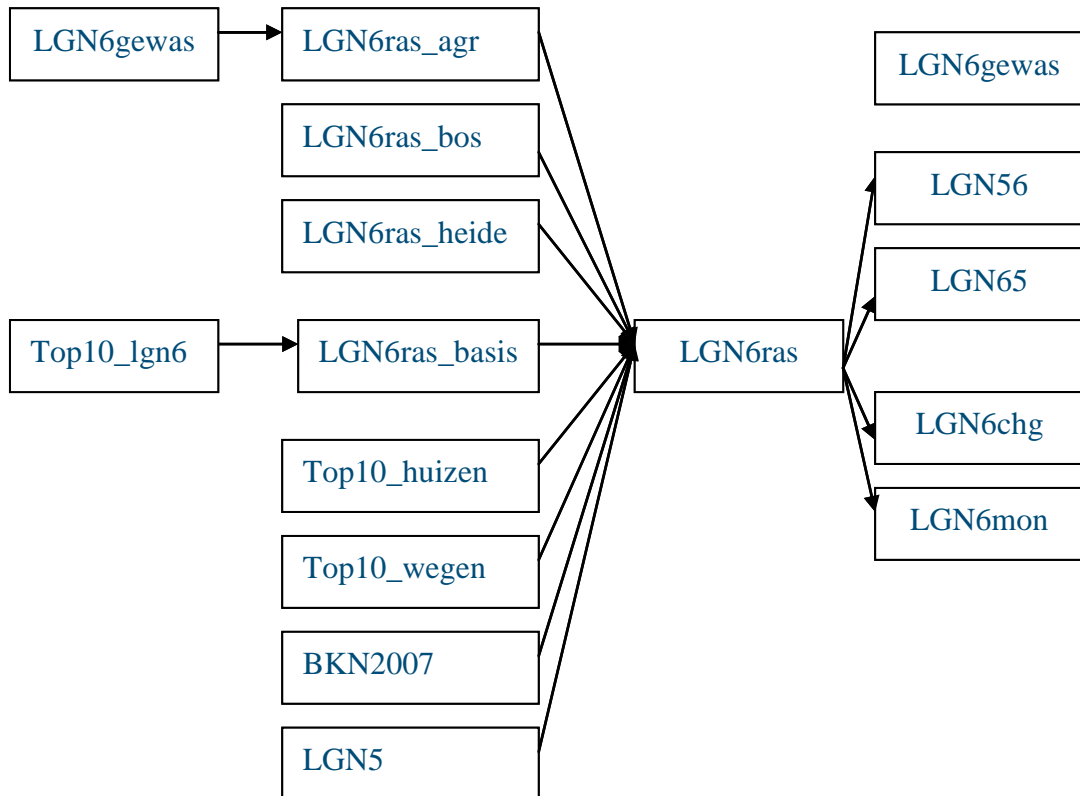 LGN6gewas
LGN6ras_agr
LGN6gewas
LGN6ras_bos
LGN56
LGN6ras_heide
LGN65
Top10_lgn6
LGN6ras_basis
LGN6ras
LGN6chg
Top10_huizen
LGN6mon
Top10_wegen
BKN2007
LGN5